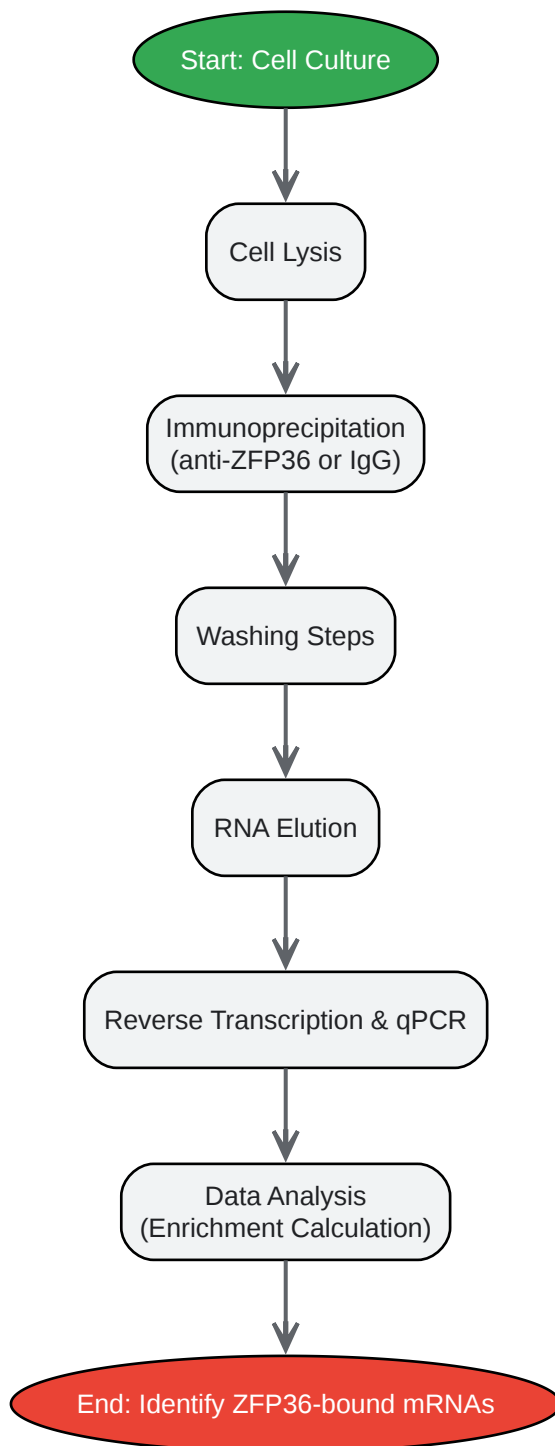 Start: Cell Culture
Cell Lysis
Immunoprecipitation
(anti-ZFP36 or IgG)
Washing Steps
RNA Elution
Reverse Transcription & qPCR
Data Analysis
(Enrichment Calculation)
End: Identify ZFP36-bound mRNAs